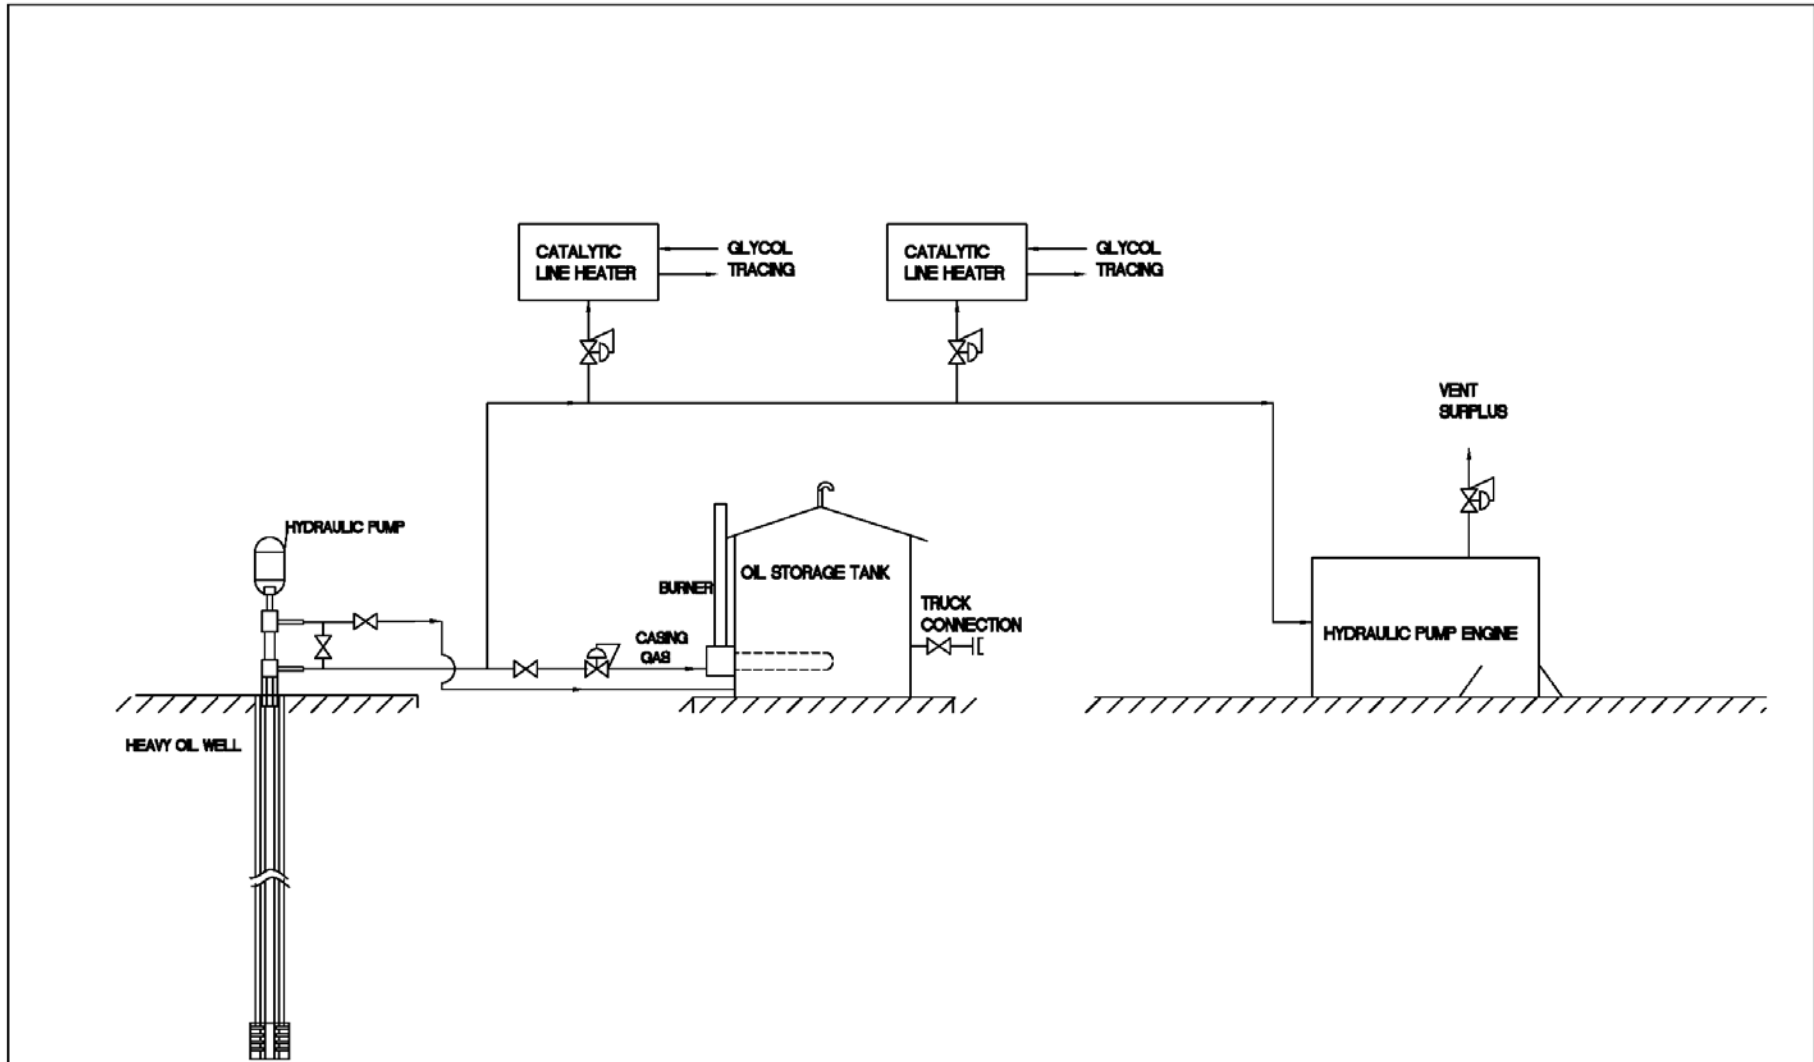 CATALYTIC
LINE HEATER
GLYCOL
TRACING
CATALYTIC
LINE HEATER
GLYCOL
TRACING
VENT
SURPLUS
HYDRAULIC PUMP
OIL STORAGE TANK
BURNER
TRUCK
CONNECTION
CASING
GAS
HYDRAULIC PUMP ENGINE
HEAVY OIL WELL